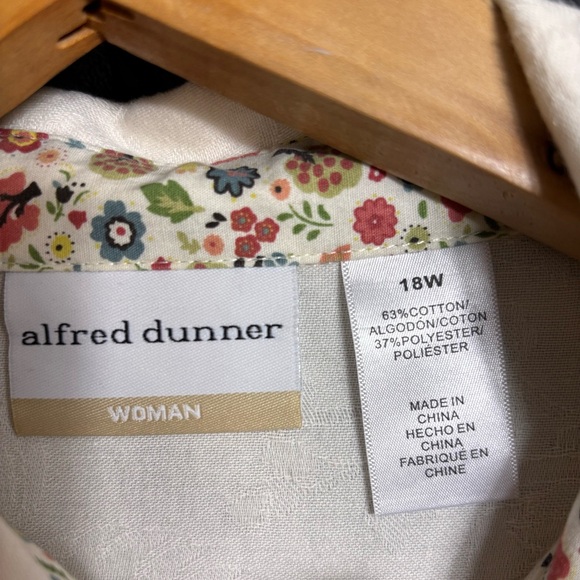 alfred dunner
WOMAN
18W
63%COTTON/
ALGODÓN/COTON
37%POLYESTER/
POLIÉSTER
MADE IN
CHINA
HECHO EN
CHINA
FABRIQUÉ EN
CHINE